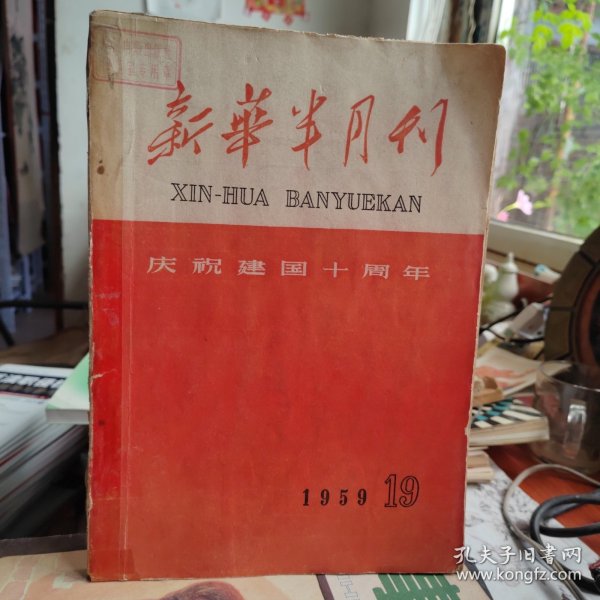 新華半月刊
XIN-HUA BANYUEKAN
庆祝建国十周年
1959 19
孔夫子旧书网
www.kongfz.com